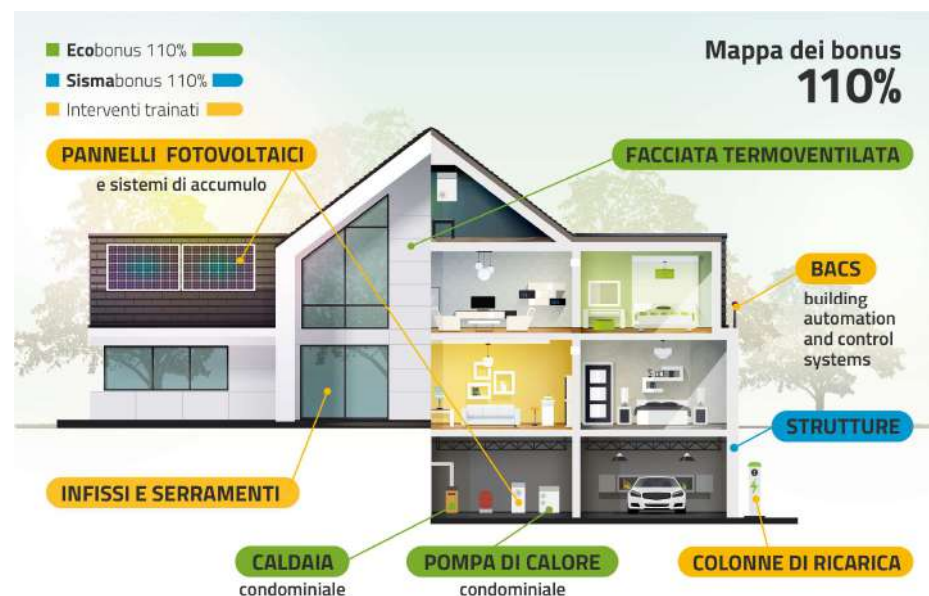 Ecobonus 110%
Sismabonus 110%
Interventi trainati
Mappa dei bonus
110%
PANNELLI FOTOVOLTAICI
e sistemi di accumulo
FACCIATA TERMOVENTILATA
BACS
building
automation
and control
systems
STRUTTURE
INFISSI E SERRAMENTI
CALDAIA
condominiale
POMPA DI CALORE
condominiale
COLONNE DI RICARICA